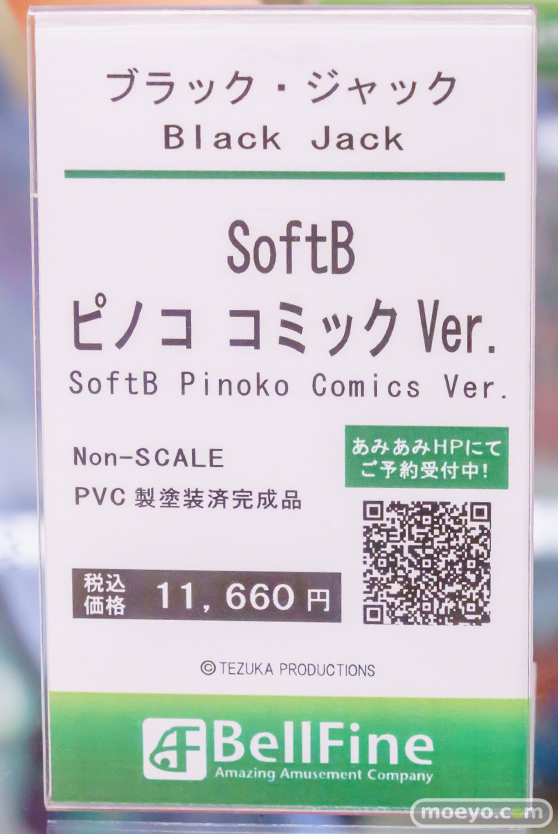 ブラック・ジャック
Black Jack
SoftB
ピノコ コミック Ver.
SoftB Pinoko Comics Ver.
Non-SCALE
PVC 製塗装済完成品
あみあみHPにて
ご予約受付中!
税込
価格 11,660 円
©TEZUKA PRODUCTIONS
BellFine
Amazing Amusement Company
moeyo.com